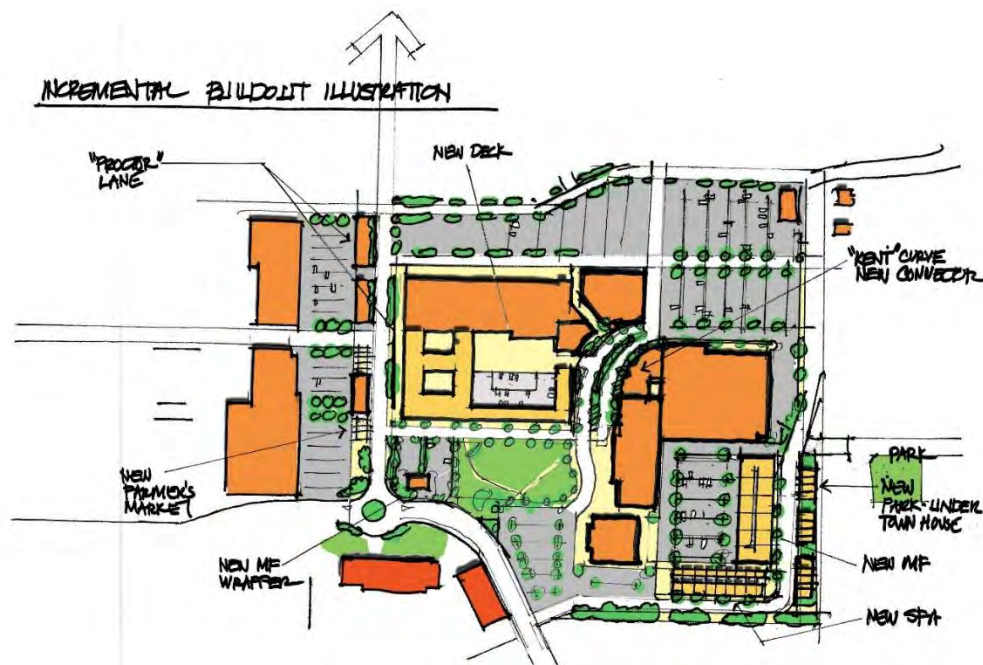 INCREMENTAL BUILDOUT ILLUSTRATION
"PROCTOR"
LANE
NEW DECK
"KENT" CURVE
NEW CONNECTOR
NEW
FARMER'S
MARKET
PARK
NEW
PARK-UNDER
TOWN HOUSE
NEW MF
WRAPPER
NEW MF
NEW SFA